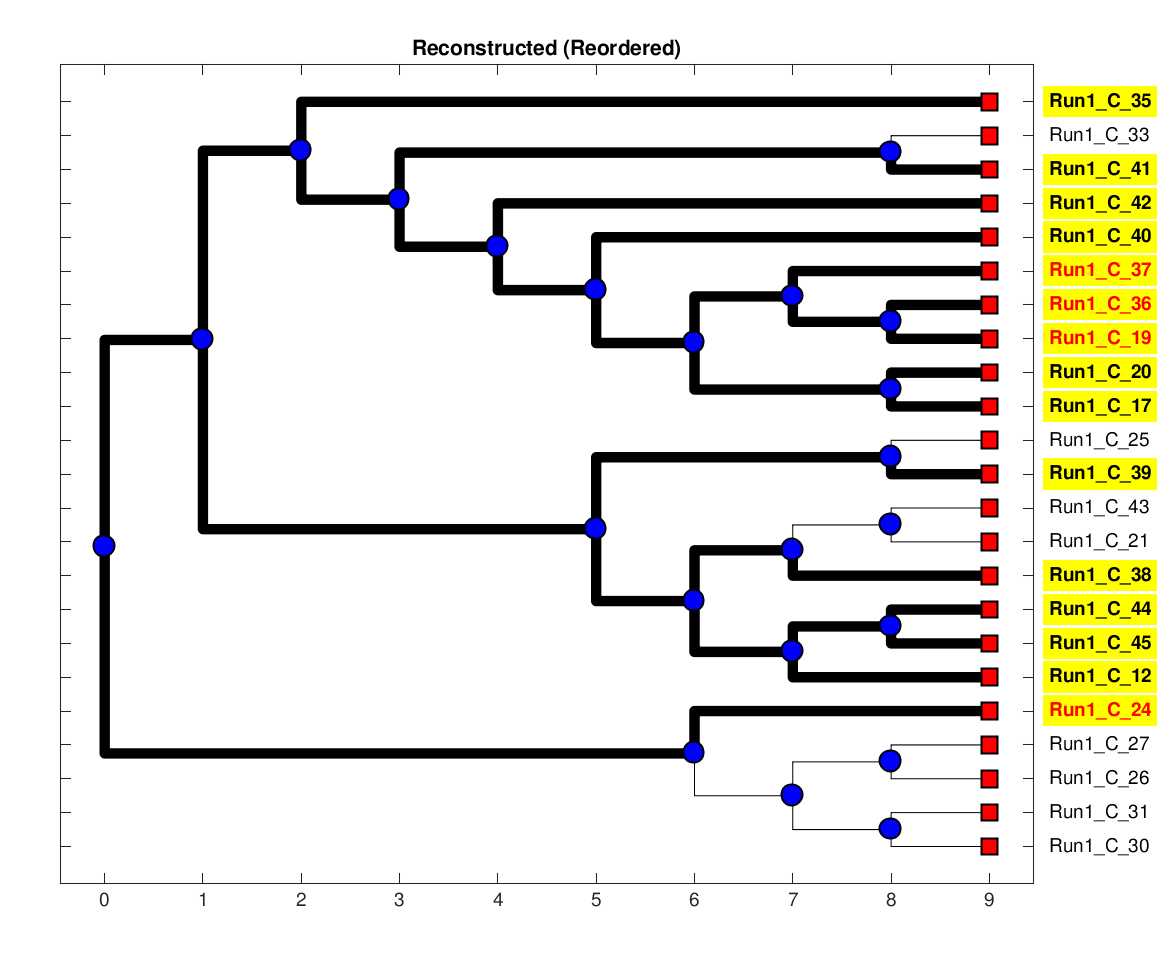 Reconstructed (Reordered)
Run1_C_35
Run1_C_33
Run1_C_41
Run1_C_42
Run1_C_40
Run1_C_37
Run1_C_36
Run1_C_19
Run1_C_20
Run1_C_17
Run1_C_25
Run1_C_39
Run1_C_43
Run1_C_21
Run1_C_38
Run1_C_44
Run1_C_45
Run1_C_12
Run1_C_24
Run1_C_27
Run1_C_26
Run1_C_31
Run1_C_30
0 1 2 3 4 5 6 7 8 9